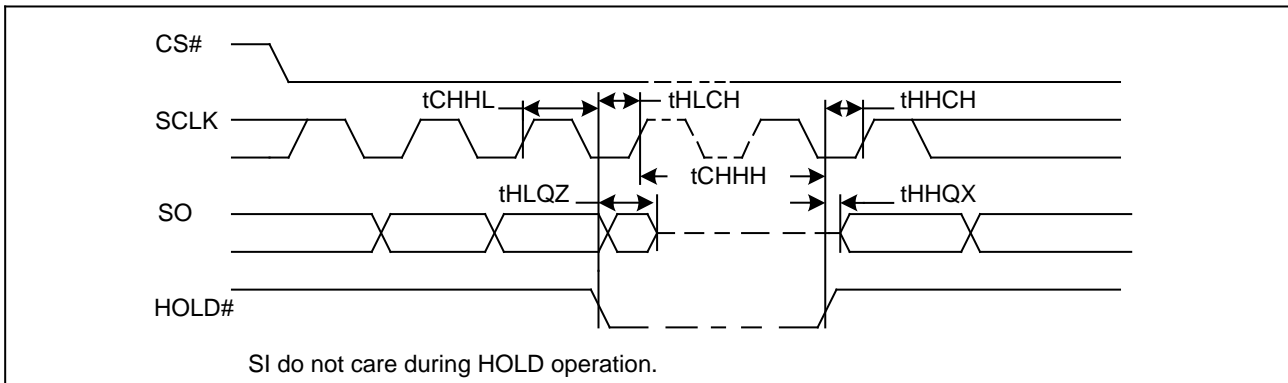 CS#
tCHHL
tHLCH
tHHCH
SCLK
tCHHH
tHLQZ
tHHQX
SO
HOLD#
SI do not care during HOLD operation.